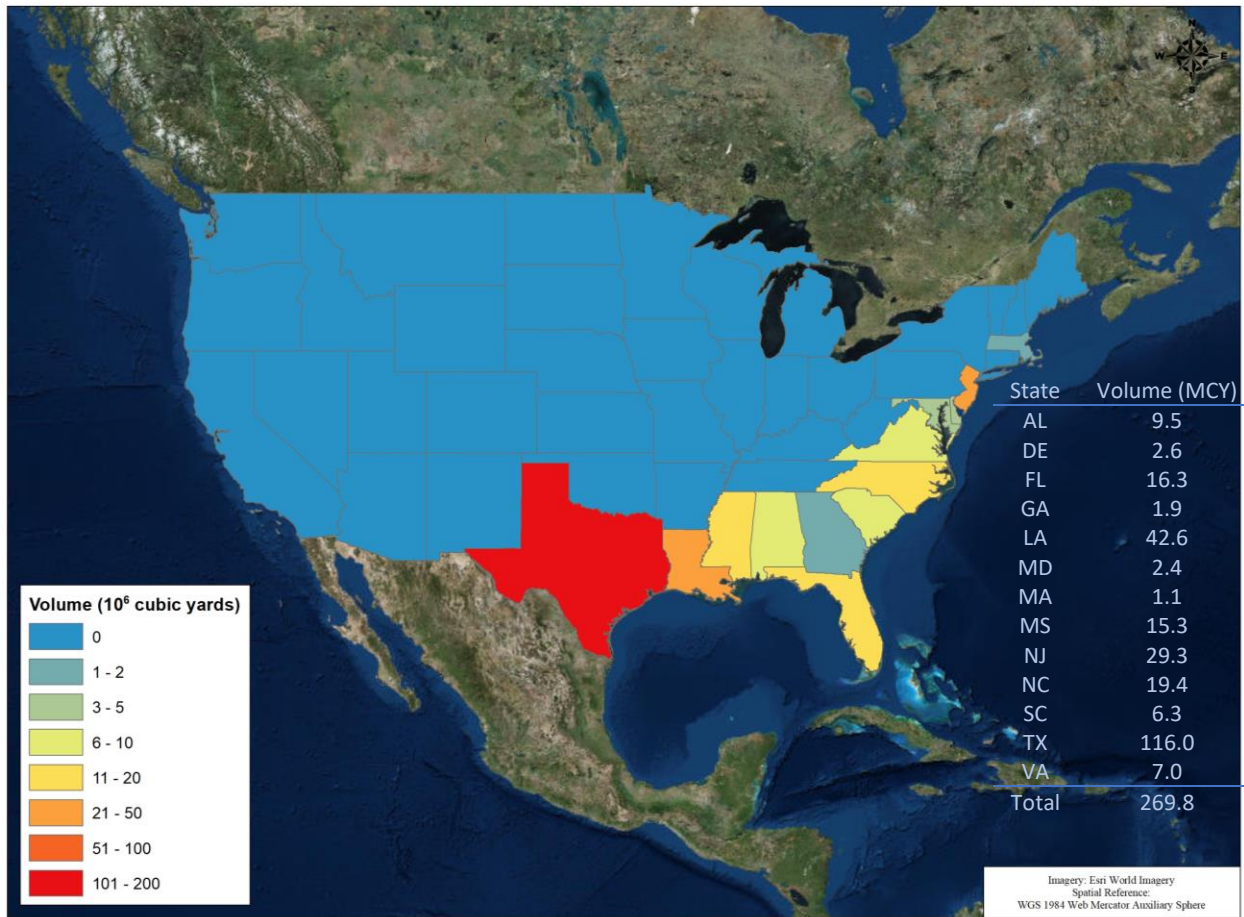 N
W E
S
State Volume (MCY)
AL 9.5
DE 2.6
FL 16.3
GA 1.9
LA 42.6
MD 2.4
MA 1.1
MS 15.3
NJ 29.3
NC 19.4
SC 6.3
TX 116.0
VA 7.0
Total 269.8
Volume (10⁶ cubic yards)
0
1 - 2
3 - 5
6 - 10
11 - 20
21 - 50
51 - 100
101 - 200
Imagery: Esri World Imagery
Spatial Reference:
WGS 1984 Web Mercator Auxiliary Sphere